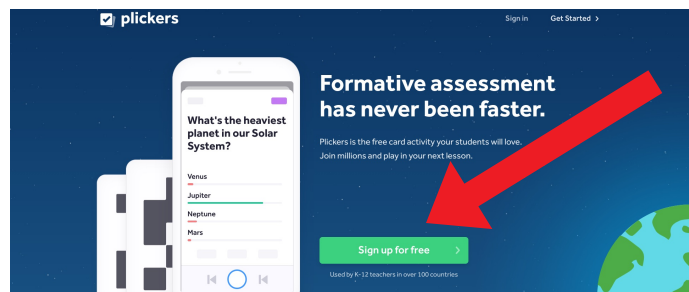 plickers
Sign in
Get Started >
Formative assessment
has never been faster.
Plickers is the free card activity your students will love.
Join millions and play in your next lesson.
What's the heaviest
planet in our Solar
System?
Venus
Jupiter
Neptune
Mars
Sign up for free >
Used by K-12 teachers in over 100 countries